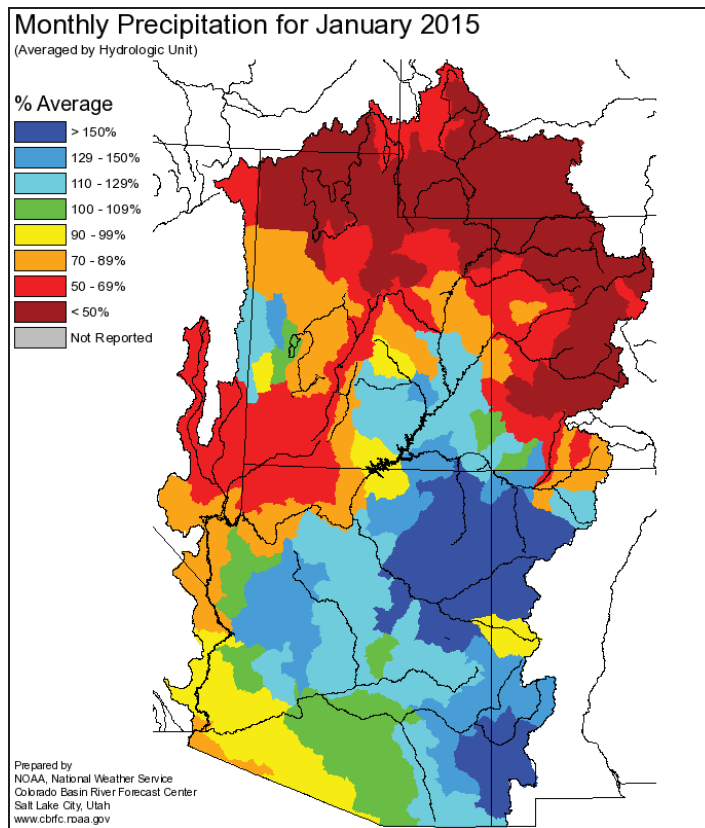 Monthly Precipitation for January 2015
(Averaged by Hydrologic Unit)
% Average
> 150%
129 - 150%
110 - 129%
100 - 109%
90 - 99%
70 - 89%
50 - 69%
< 50%
Not Reported
Prepared by
NOAA, National Weather Service
Colorado Basin River Forecast Center
Salt Lake City, Utah
www.cbrfc.noaa.gov